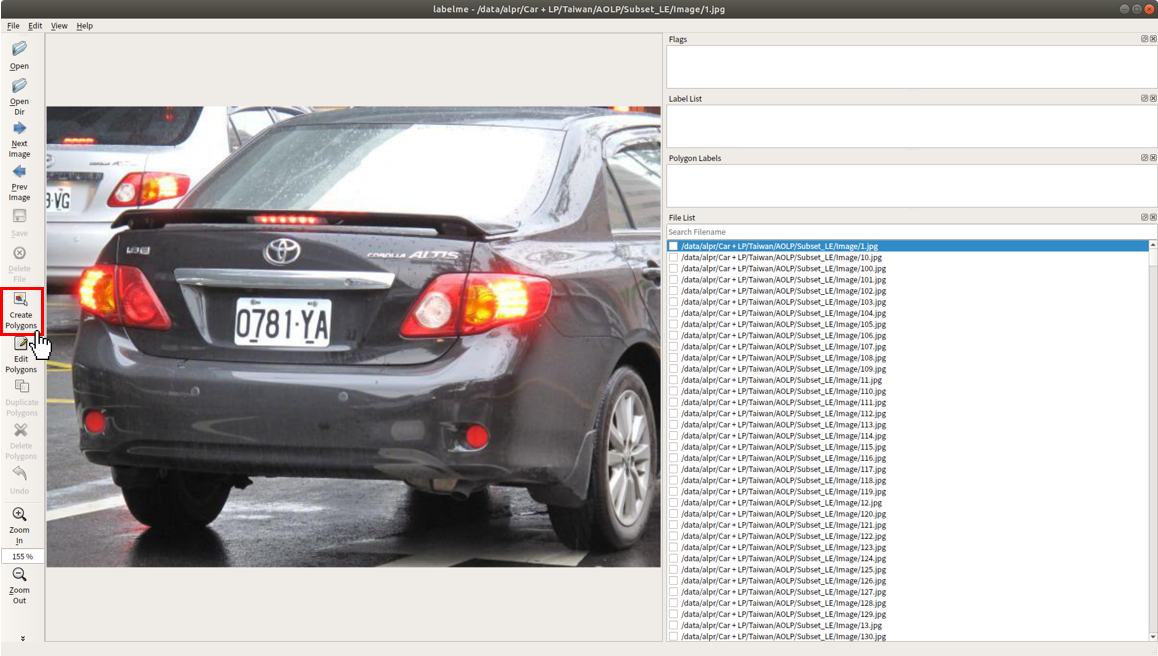 labelme - /data/alpr/Car + LP/Taiwan/AOLP/Subset_LE/Image/1.jpg
File Edit View Help
Open
Open
Dir
Next
Image
Prev
Image
Save
Delete
File
Create
Polygons
Edit
Polygons
Duplicate
Polygons
Delete
Polygons
Undo
Zoom
In
155 %
Zoom
Out
VG
COROLLA ALTIS
0781-YA
Flags
Label List
Polygon Labels
File List
Search Filename
/data/alpr/Car + LP/Taiwan/AOLP/Subset_LE/Image/1.jpg
/data/alpr/Car + LP/Taiwan/AOLP/Subset_LE/Image/10.jpg
/data/alpr/Car + LP/Taiwan/AOLP/Subset_LE/Image/100.jpg
/data/alpr/Car + LP/Taiwan/AOLP/Subset_LE/Image/101.jpg
/data/alpr/Car + LP/Taiwan/AOLP/Subset_LE/Image/102.jpg
/data/alpr/Car + LP/Taiwan/AOLP/Subset_LE/Image/103.jpg
/data/alpr/Car + LP/Taiwan/AOLP/Subset_LE/Image/104.jpg
/data/alpr/Car + LP/Taiwan/AOLP/Subset_LE/Image/105.jpg
/data/alpr/Car + LP/Taiwan/AOLP/Subset_LE/Image/106.jpg
/data/alpr/Car + LP/Taiwan/AOLP/Subset_LE/Image/107.jpg
/data/alpr/Car + LP/Taiwan/AOLP/Subset_LE/Image/108.jpg
/data/alpr/Car + LP/Taiwan/AOLP/Subset_LE/Image/109.jpg
/data/alpr/Car + LP/Taiwan/AOLP/Subset_LE/Image/11.jpg
/data/alpr/Car + LP/Taiwan/AOLP/Subset_LE/Image/110.jpg
/data/alpr/Car + LP/Taiwan/AOLP/Subset_LE/Image/111.jpg
/data/alpr/Car + LP/Taiwan/AOLP/Subset_LE/Image/112.jpg
/data/alpr/Car + LP/Taiwan/AOLP/Subset_LE/Image/113.jpg
/data/alpr/Car + LP/Taiwan/AOLP/Subset_LE/Image/114.jpg
/data/alpr/Car + LP/Taiwan/AOLP/Subset_LE/Image/115.jpg
/data/alpr/Car + LP/Taiwan/AOLP/Subset_LE/Image/116.jpg
/data/alpr/Car + LP/Taiwan/AOLP/Subset_LE/Image/117.jpg
/data/alpr/Car + LP/Taiwan/AOLP/Subset_LE/Image/118.jpg
/data/alpr/Car + LP/Taiwan/AOLP/Subset_LE/Image/119.jpg
/data/alpr/Car + LP/Taiwan/AOLP/Subset_LE/Image/12.jpg
/data/alpr/Car + LP/Taiwan/AOLP/Subset_LE/Image/120.jpg
/data/alpr/Car + LP/Taiwan/AOLP/Subset_LE/Image/121.jpg
/data/alpr/Car + LP/Taiwan/AOLP/Subset_LE/Image/122.jpg
/data/alpr/Car + LP/Taiwan/AOLP/Subset_LE/Image/123.jpg
/data/alpr/Car + LP/Taiwan/AOLP/Subset_LE/Image/124.jpg
/data/alpr/Car + LP/Taiwan/AOLP/Subset_LE/Image/125.jpg
/data/alpr/Car + LP/Taiwan/AOLP/Subset_LE/Image/126.jpg
/data/alpr/Car + LP/Taiwan/AOLP/Subset_LE/Image/127.jpg
/data/alpr/Car + LP/Taiwan/AOLP/Subset_LE/Image/128.jpg
/data/alpr/Car + LP/Taiwan/AOLP/Subset_LE/Image/129.jpg
/data/alpr/Car + LP/Taiwan/AOLP/Subset_LE/Image/13.jpg
/data/alpr/Car + LP/Taiwan/AOLP/Subset_LE/Image/130.jpg